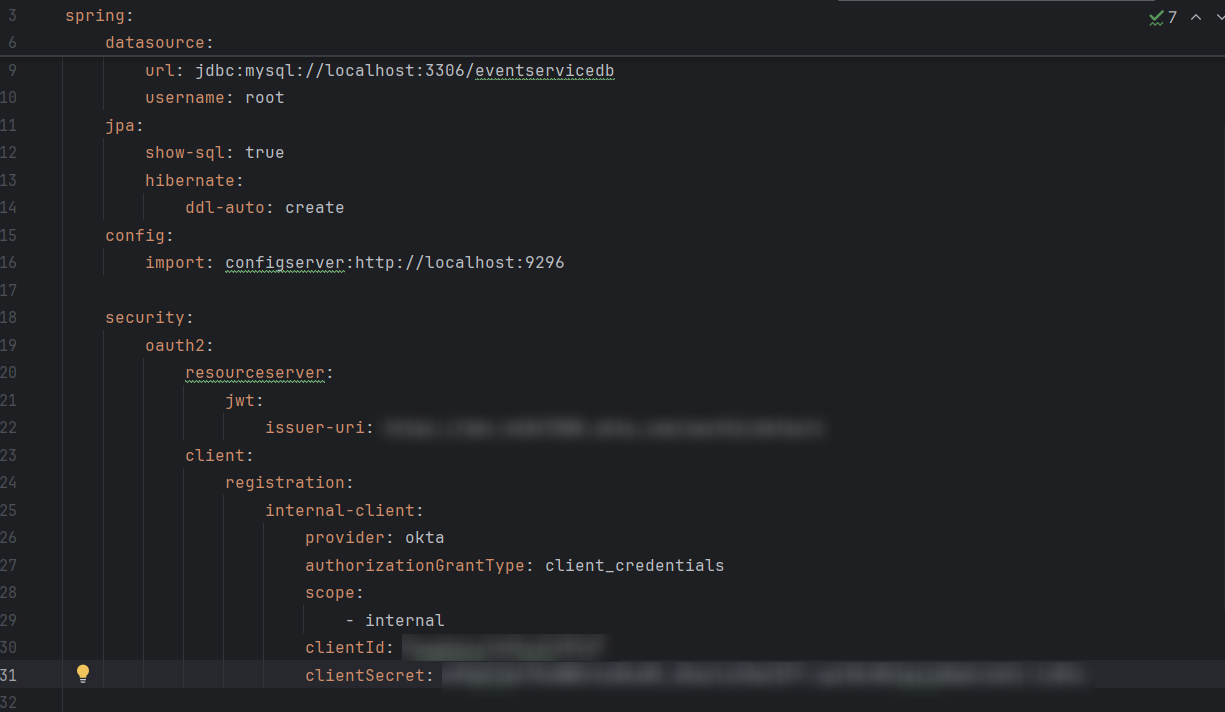 3 spring:
6 datasource:
9 url: jdbc:mysql://localhost:3306/eventservicedb
10 username: root
11 jpa:
12 show-sql: true
13 hibernate:
14 ddl-auto: create
15 config:
16 import: configserver:http://localhost:9296
17
18 security:
19 oauth2:
20 resourceserver:
21 jwt:
22 issuer-uri:
23 client:
24 registration:
25 internal-client:
26 provider: okta
27 authorizationGrantType: client_credentials
28 scope:
29 - internal
30 clientId:
31 clientSecret:
32
7